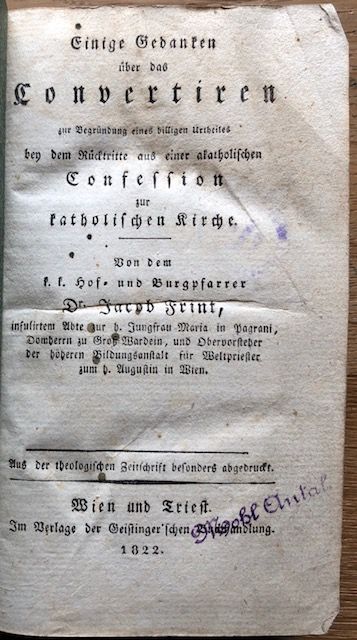 Einige Gedanken
über das
Convertiren
zur Begründung eines billigen Urtheiles
bey dem Rücktritte aus einer akatholischen
Confession
zur
katholischen Kirche.
Von dem
k. k. Hof- und Burgpfarrer
Dr. Jacob Frint,
infulirtem Abte zur h. Jungfrau Maria in Pagrani,
Domherrn zu Groß-Wardein, und Obervorsteher
der höheren Bildungsanstalt für Weltpriester
zum h. Augustin in Wien.
Aus der theologischen Zeitschrift besonders abgedruckt.
Wien und Triest.
Im Verlage der Geistinger'schen Buchhandlung.
1822.
Antal